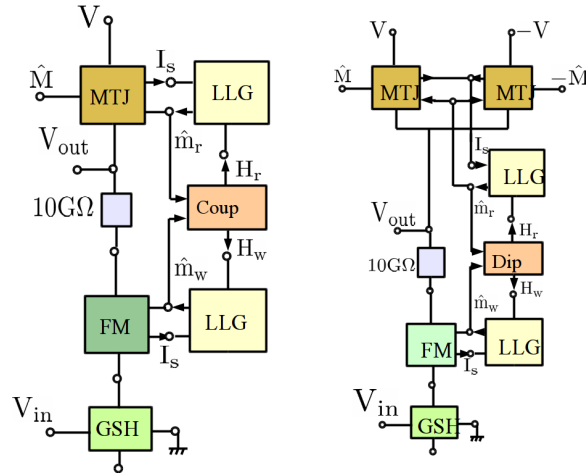 V
M̂
MTJ
I_s
LLG
V_out
m̂_r
H_r
10GΩ
Coup
H_w
m̂_w
FM
LLG
I_s
V_in
GSH
V
-V
M̂
MTJ
MTJ
-M̂
I_s
LLG
V_out
m̂_r
H_r
10GΩ
Dip
H_w
m̂_w
FM
LLG
I_s
V_in
GSH